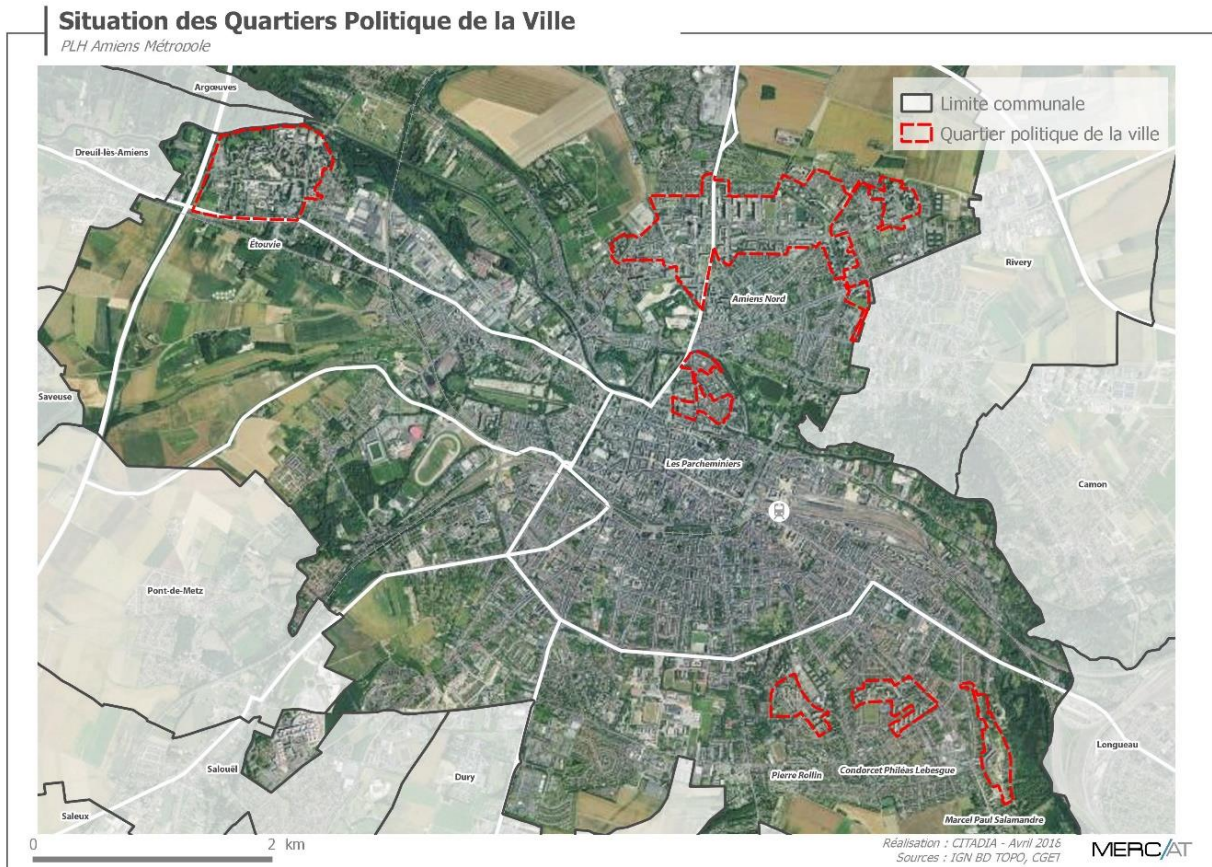 Situation des Quartiers Politique de la Ville
PLH Amiens Métropole
Limite communale
Quartier politique de la ville
Argœuves
Dreuil-lès-Amiens
Étouvie
Rivery
Amiens Nord
Saveuse
Les Parcheminiers
Camon
Pont-de-Metz
Longueau
Salouël
Dury
Pierre Rollin
Condorcet Philéas Lebesgue
Saleux
Marcel Paul Salamandre
0 2 km
Réalisation : CITADIA - Avril 2018
Sources : IGN BD TOPO, CGET
MERC/AT